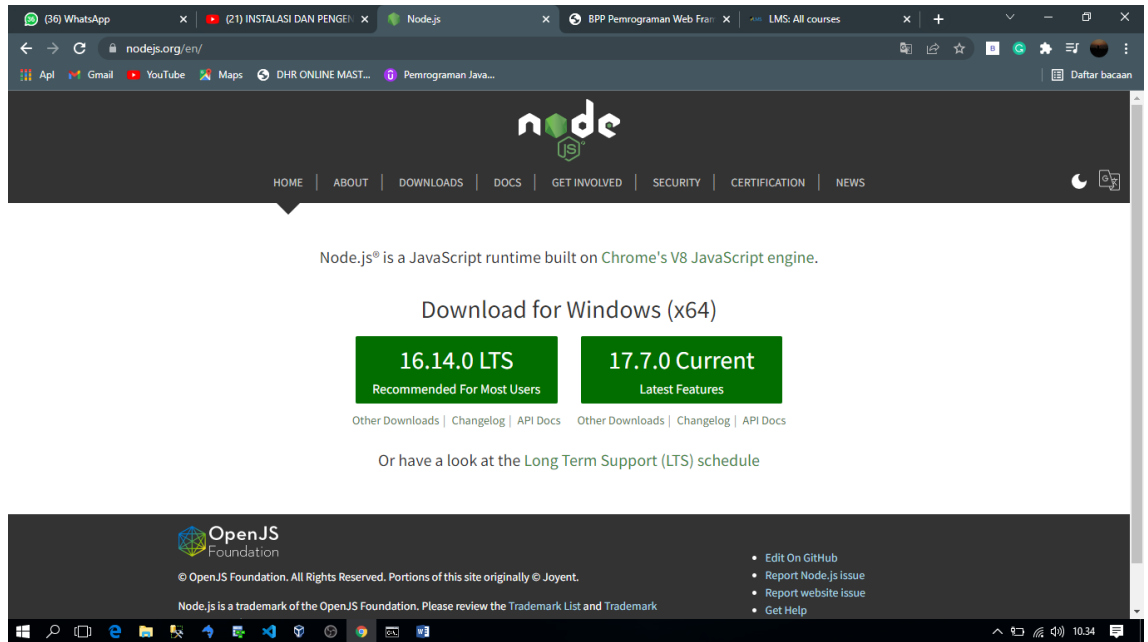 (36) WhatsApp
(21) INSTALASI DAN PENGEN
Node.js
BPP Pemrograman Web Fram
LMS: All courses
nodejs.org/en/
Apl
Gmail
YouTube
Maps
DHR ONLINE MAST...
Pemrograman Java...
Daftar bacaan
node
JS
HOME | ABOUT | DOWNLOADS | DOCS | GET INVOLVED | SECURITY | CERTIFICATION | NEWS
Node.js® is a JavaScript runtime built on Chrome's V8 JavaScript engine.
Download for Windows (x64)
16.14.0 LTS
Recommended For Most Users
17.7.0 Current
Latest Features
Other Downloads | Changelog | API Docs
Other Downloads | Changelog | API Docs
Or have a look at the Long Term Support (LTS) schedule
OpenJS
Foundation
© OpenJS Foundation. All Rights Reserved. Portions of this site originally © Joyent.
Node.js is a trademark of the OpenJS Foundation. Please review the Trademark List and Trademark
Edit On GitHub
Report Node.js issue
Report website issue
Get Help
10.34